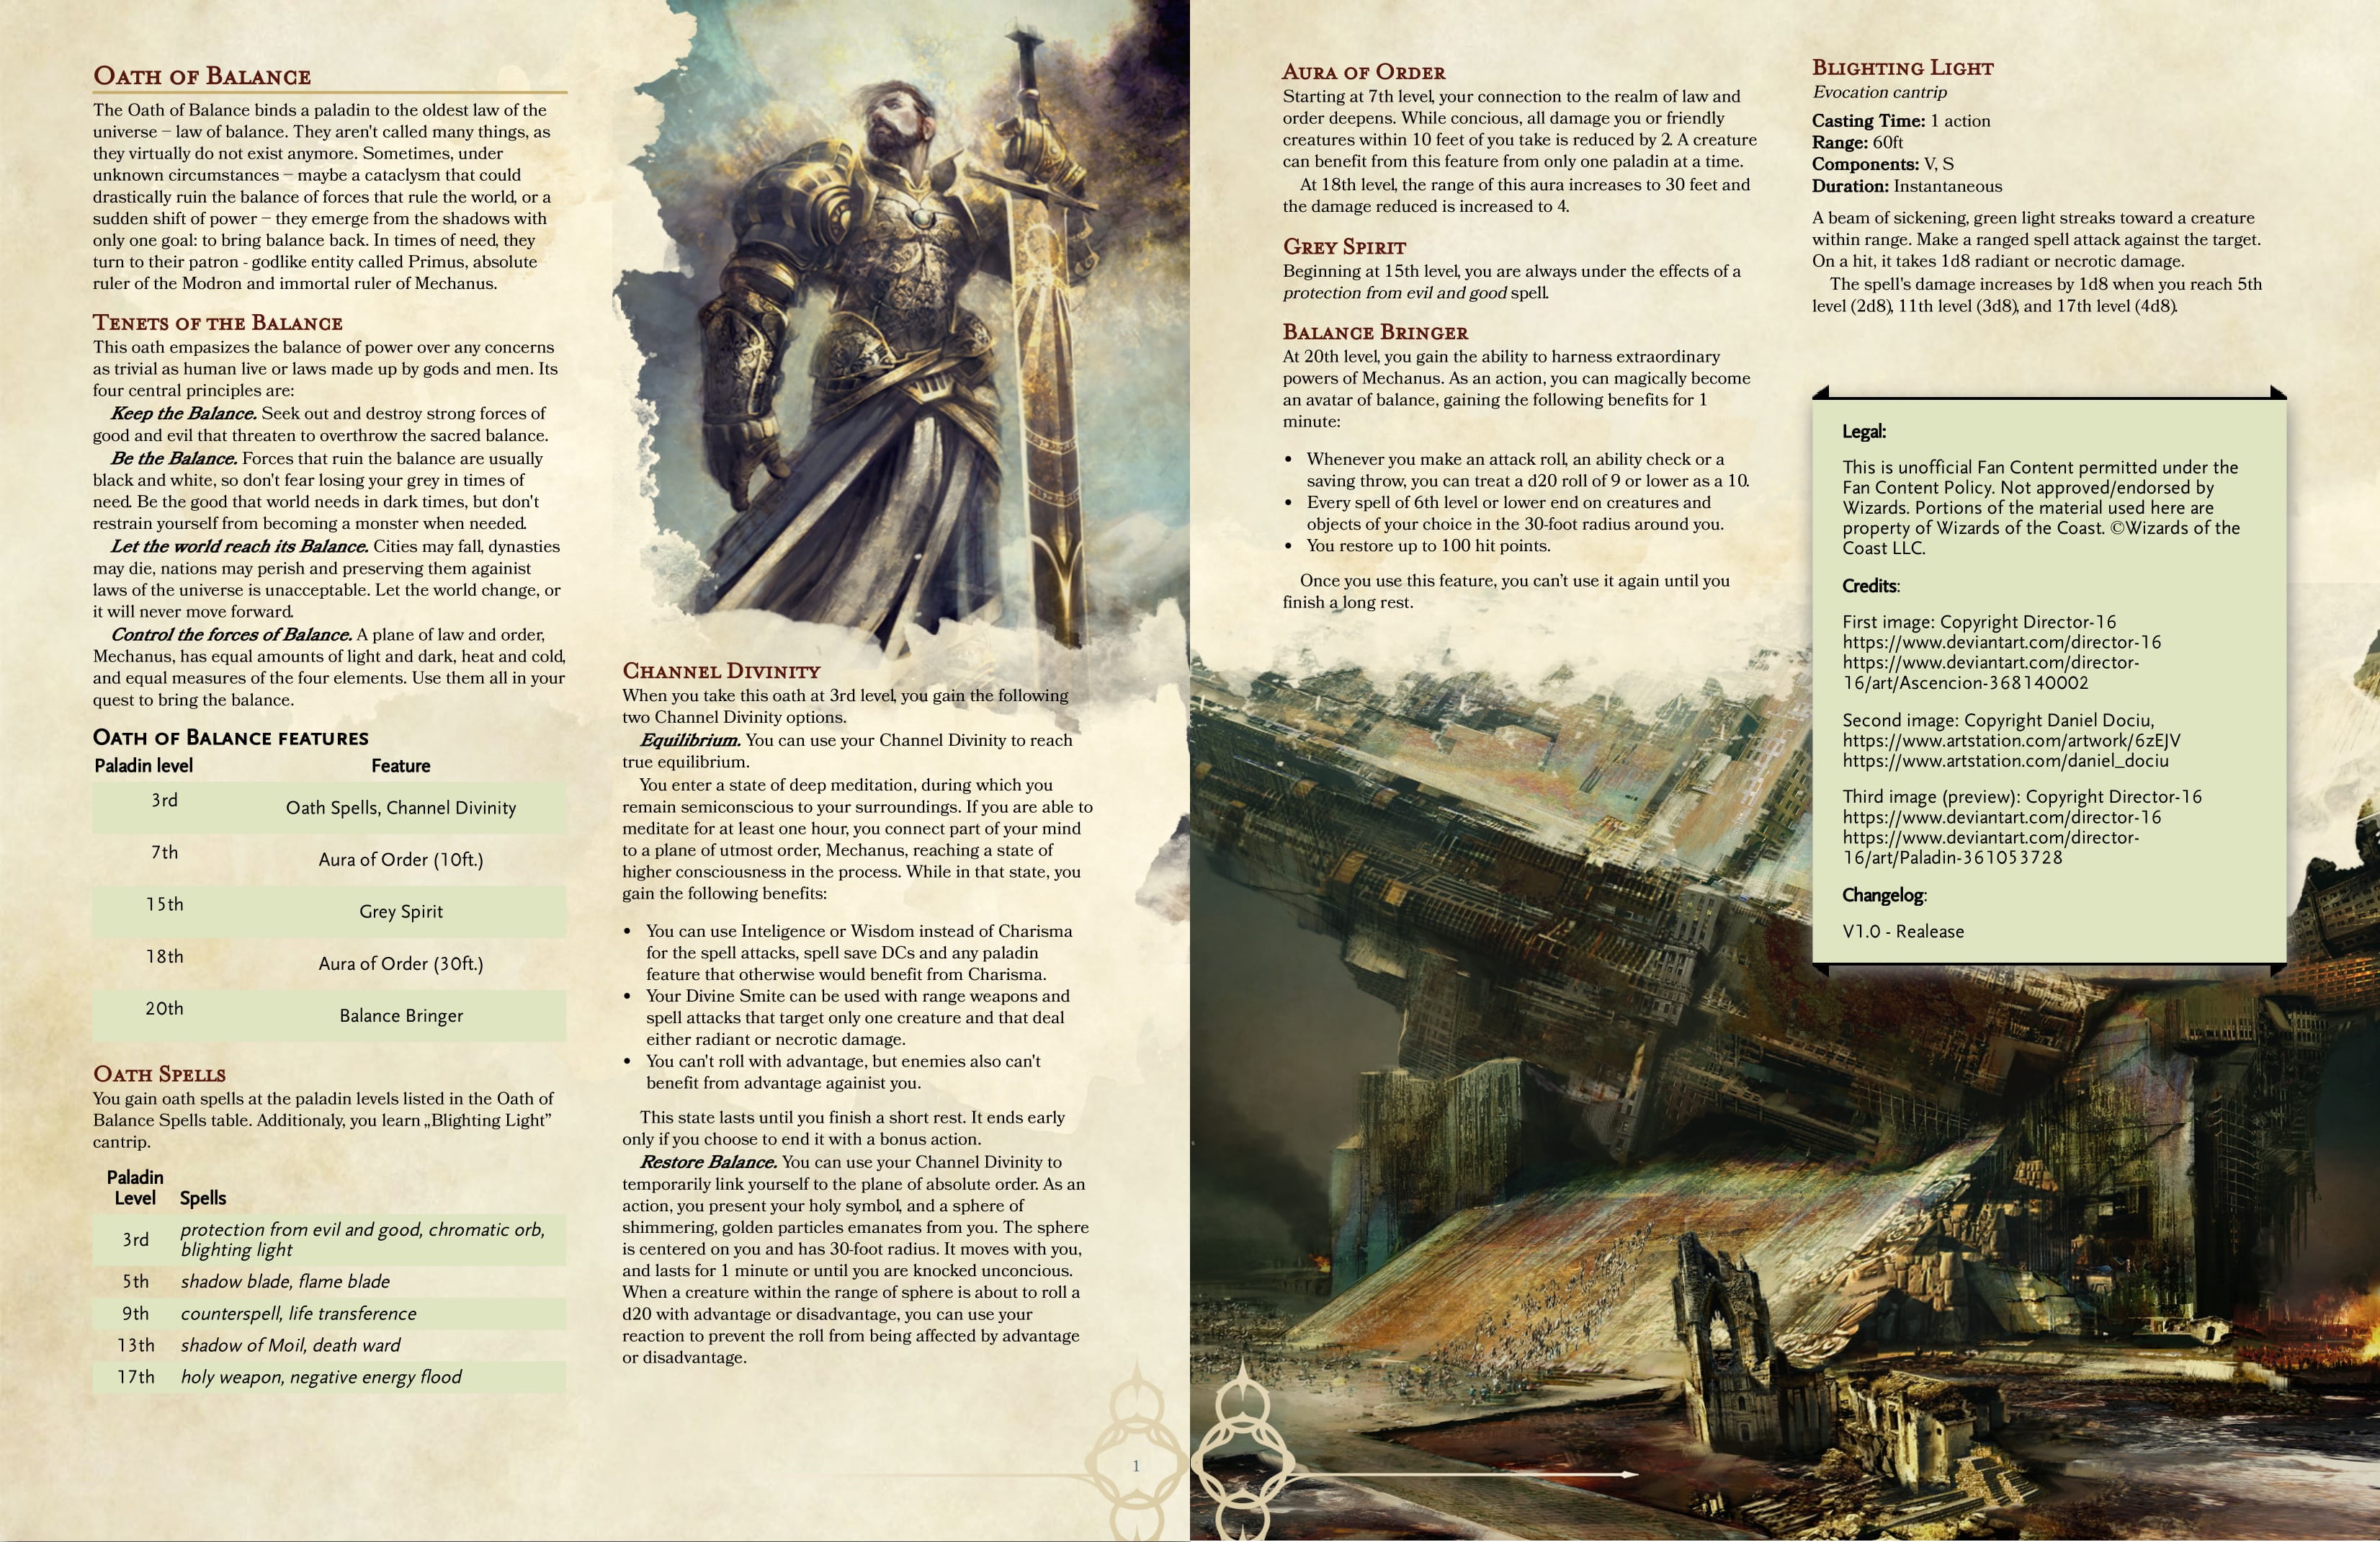 Oath of Balance
The Oath of Balance binds a paladin to the oldest law of the
universe – law of balance. They aren't called many things, as
they virtually do not exist anymore. Sometimes, under
unknown circumstances – maybe a cataclysm that could
drastically ruin the balance of forces that rule the world, or a
sudden shift of power – they emerge from the shadows with
only one goal: to bring balance back. In times of need, they
turn to their patron - godlike entity called Primus, absolute
ruler of the Modron and immortal ruler of Mechanus.
Tenets of the Balance
This oath empasizes the balance of power over any concerns
as trivial as human live or laws made up by gods and men. Its
four central principles are:
Keep the Balance. Seek out and destroy strong forces of
good and evil that threaten to overthrow the sacred balance.
Be the Balance. Forces that ruin the balance are usually
black and white, so don't fear losing your grey in times of
need. Be the good that world needs in dark times, but don't
restrain yourself from becoming a monster when needed.
Let the world reach its Balance. Cities may fall, dynasties
may die, nations may perish and preserving them againist
laws of the universe is unacceptable. Let the world change, or
it will never move forward.
Control the forces of Balance. A plane of law and order,
Mechanus, has equal amounts of light and dark, heat and cold,
and equal measures of the four elements. Use them all in your
quest to bring the balance.
Oath of Balance features
Paladin level Feature
3rd Oath Spells, Channel Divinity
7th Aura of Order (10ft.)
15th Grey Spirit
18th Aura of Order (30ft.)
20th Balance Bringer
Oath Spells
You gain oath spells at the paladin levels listed in the Oath of
Balance Spells table. Additionaly, you learn „Blighting Light”
cantrip.
Paladin
Level Spells
3rd protection from evil and good, chromatic orb,
blighting light
5th shadow blade, flame blade
9th counterspell, life transference
13th shadow of Moil, death ward
17th holy weapon, negative energy flood
Channel Divinity
When you take this oath at 3rd level, you gain the following
two Channel Divinity options.
Equilibrium. You can use your Channel Divinity to reach
true equilibrium.
You enter a state of deep meditation, during which you
remain semiconscious to your surroundings. If you are able to
meditate for at least one hour, you connect part of your mind
to a plane of utmost order, Mechanus, reaching a state of
higher consciousness in the process. While in that state, you
gain the following benefits:
• You can use Inteligence or Wisdom instead of Charisma
for the spell attacks, spell save DCs and any paladin
feature that otherwise would benefit from Charisma.
• Your Divine Smite can be used with range weapons and
spell attacks that target only one creature and that deal
either radiant or necrotic damage.
• You can't roll with advantage, but enemies also can't
benefit from advantage againist you.
This state lasts until you finish a short rest. It ends early
only if you choose to end it with a bonus action.
Restore Balance. You can use your Channel Divinity to
temporarily link yourself to the plane of absolute order. As an
action, you present your holy symbol, and a sphere of
shimmering, golden particles emanates from you. The sphere
is centered on you and has 30-foot radius. It moves with you,
and lasts for 1 minute or until you are knocked unconcious.
When a creature within the range of sphere is about to roll a
d20 with advantage or disadvantage, you can use your
reaction to prevent the roll from being affected by advantage
or disadvantage.
1
Aura of Order
Starting at 7th level, your connection to the realm of law and
order deepens. While concious, all damage you or friendly
creatures within 10 feet of you take is reduced by 2. A creature
can benefit from this feature from only one paladin at a time.
At 18th level, the range of this aura increases to 30 feet and
the damage reduced is increased to 4.
Grey Spirit
Beginning at 15th level, you are always under the effects of a
protection from evil and good spell.
Balance Bringer
At 20th level, you gain the ability to harness extraordinary
powers of Mechanus. As an action, you can magically become
an avatar of balance, gaining the following benefits for 1
minute:
• Whenever you make an attack roll, an ability check or a
saving throw, you can treat a d20 roll of 9 or lower as a 10.
• Every spell of 6th level or lower end on creatures and
objects of your choice in the 30-foot radius around you.
• You restore up to 100 hit points.
Once you use this feature, you can't use it again until you
finish a long rest.
Blighting Light
Evocation cantrip
Casting Time: 1 action
Range: 60ft
Components: V, S
Duration: Instantaneous
A beam of sickening, green light streaks toward a creature
within range. Make a ranged spell attack against the target.
On a hit, it takes 1d8 radiant or necrotic damage.
The spell's damage increases by 1d8 when you reach 5th
level (2d8), 11th level (3d8), and 17th level (4d8).
Legal:
This is unofficial Fan Content permitted under the
Fan Content Policy. Not approved/endorsed by
Wizards. Portions of the material used here are
property of Wizards of the Coast. ©Wizards of the
Coast LLC.
Credits:
First image: Copyright Director-16
https://www.deviantart.com/director-16
https://www.deviantart.com/director-
16/art/Ascencion-368140002
Second image: Copyright Daniel Dociu,
https://www.artstation.com/artwork/6zEJV
https://www.artstation.com/daniel_dociu
Third image (preview): Copyright Director-16
https://www.deviantart.com/director-16
https://www.deviantart.com/director-
16/art/Paladin-361053728
Changelog:
V1.0 - Realease